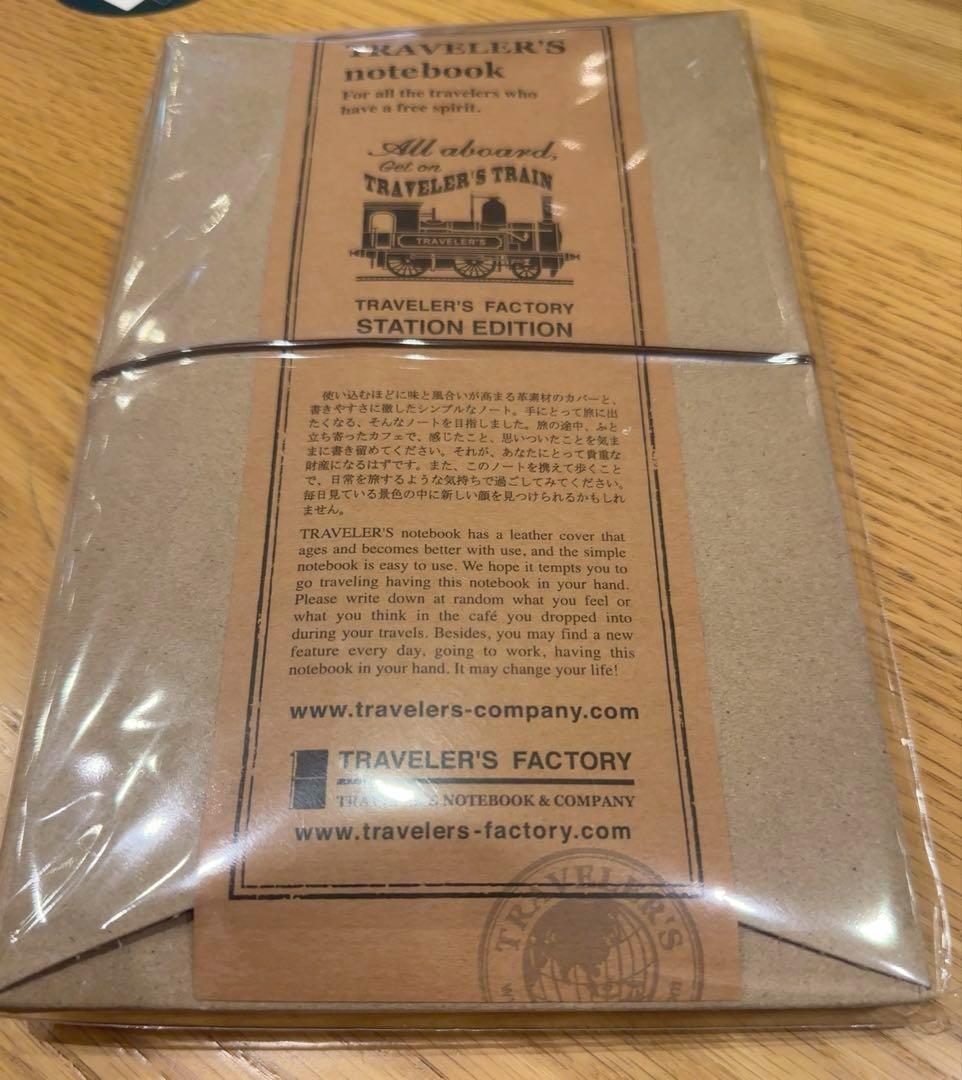 TRAVELER'S
notebook
For all the travelers who
have a free spirit.
All aboard,
Get on
TRAVELER'S TRAIN
TRAVELER'S
TRAVELER'S FACTORY
STATION EDITION
使い込むほどに味と風合いが高まる革素材のカバーと、
書きやすさに徹したシンプルなノート。手にとって旅に出
たくなる、そんなノートを目指しました。旅の途中、ふと
立ち寄ったカフェで、感じたこと、思いついたことを気ま
まに書き留めてください。それが、あなたにとって貴重な
財産になるはずです。また、このノートを携えて歩くこと
で、日常を旅するような気持ちで過ごしてみてください。
毎日見ている景色の中に新しい顔を見つけられるかもしれ
ません。
TRAVELER'S notebook has a leather cover that
ages and becomes better with use, and the simple
notebook is easy to use. We hope it tempts you to
go traveling having this notebook in your hand.
Please write down at random what you feel or
what you think in the café you dropped into
during your travels. Besides, you may find a new
feature every day, going to work, having this
notebook in your hand. It may change your life!
www.travelers-company.com
TRAVELER'S FACTORY
NOTEBOOK & COMPANY
www.travelers-factory.com
TRAVELER'S